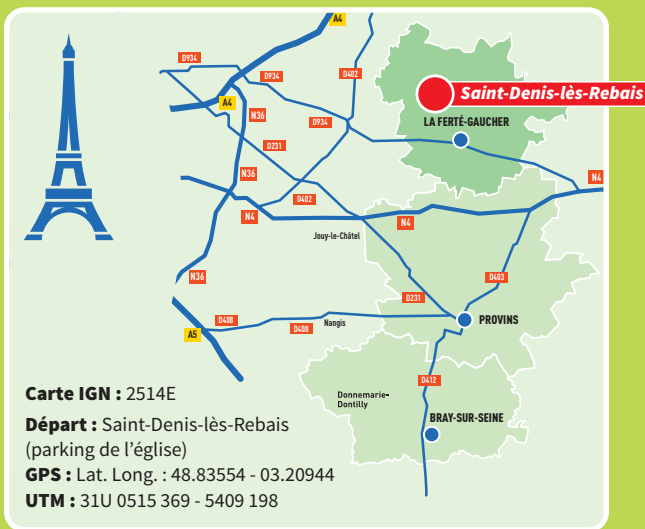 A4
D934
D402
D934
A4
Saint-Denis-lès-Rebais
N36
D934
LA FERTÉ-GAUCHER
D231
N36
N4
D402
N4
N4
Jouy-le-Châtel
N36
D403
D231
D408
Nangis
PROVINS
A5
D408
D412
Carte IGN : 2514E
Donnemarie-
Dontilly
Départ : Saint-Denis-lès-Rebais
(parking de l'église)
BRAY-SUR-SEINE
GPS : Lat. Long. : 48.83554 - 03.20944
UTM : 31U 0515 369 - 5409 198